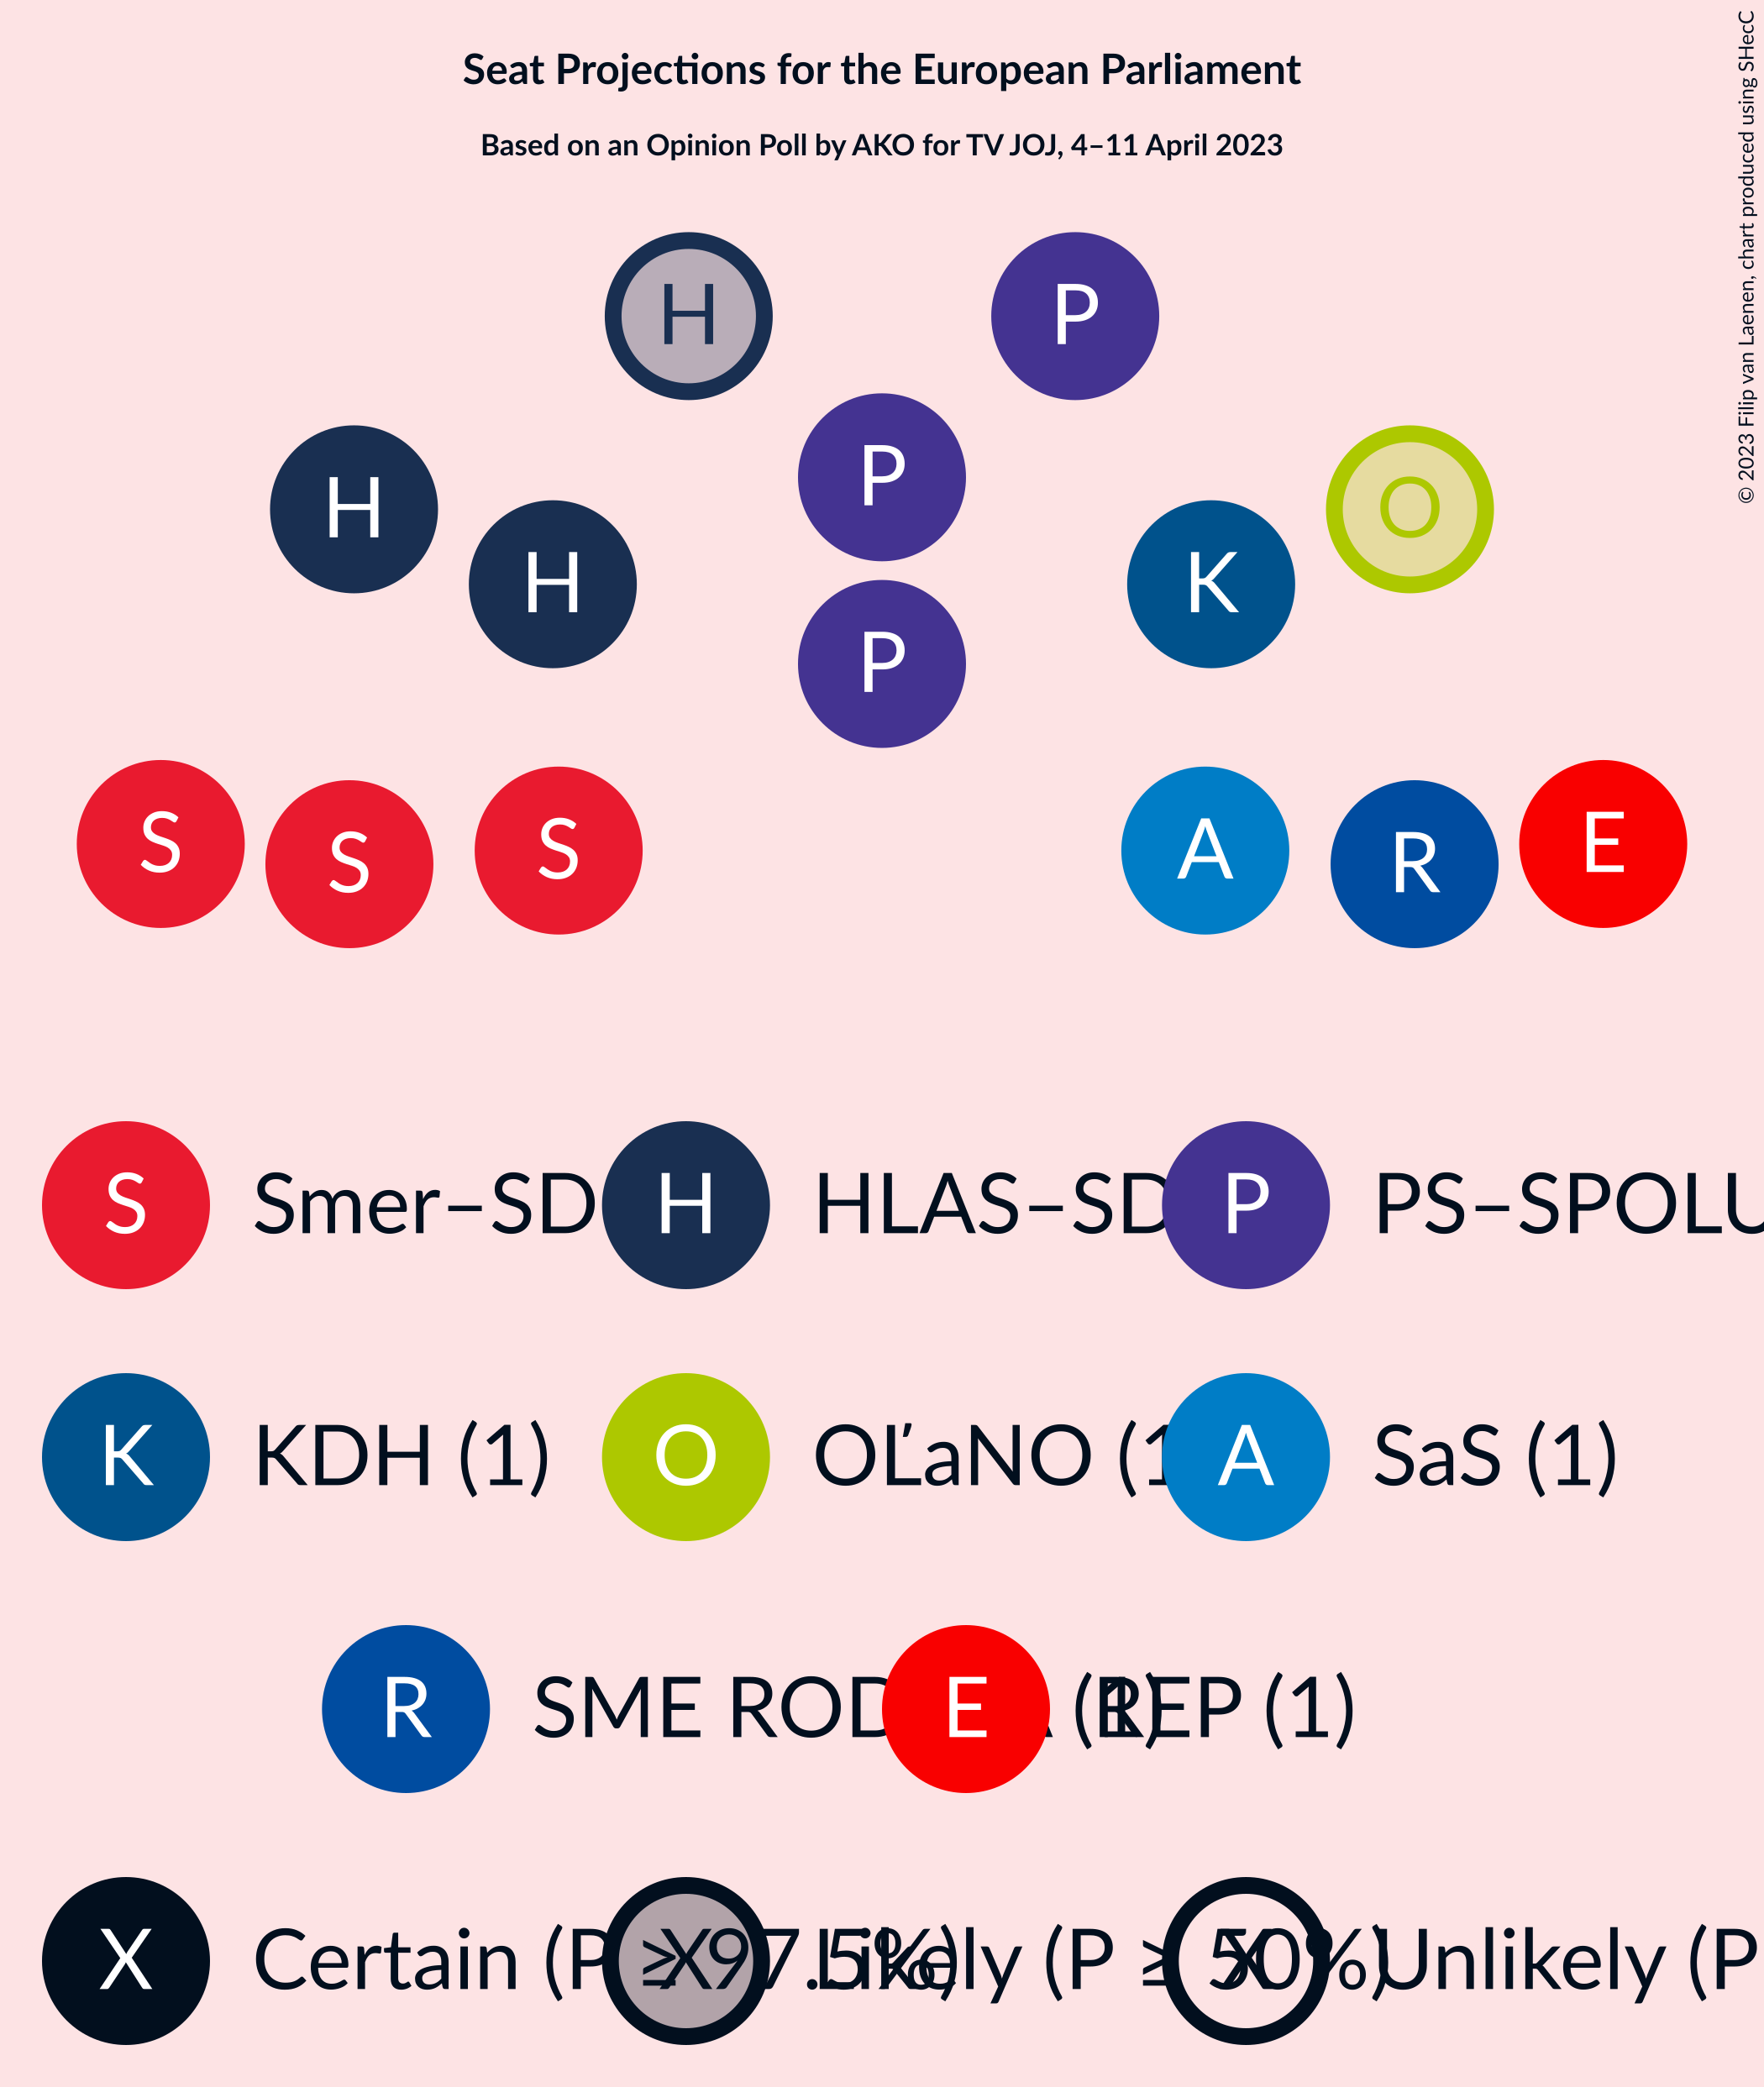 Seat Projections for the European Parliament
Based on an Opinion Poll by AKO for TV JOJ, 4–11 April 2023
© 2023 Filip van Laenen, chart produced using SHecC
H P
P
H O
H K
P
S S S A R E
S Smer–SD H HLAS–SD P PS–SPOLU
K KDH (1) O OĽaNO (1 A SaS (1)
R SME ROD E (1) REP (1)
X Certain (P ≥ 97.5%) X Likely (P ≥ 50%) X Unlikely (P